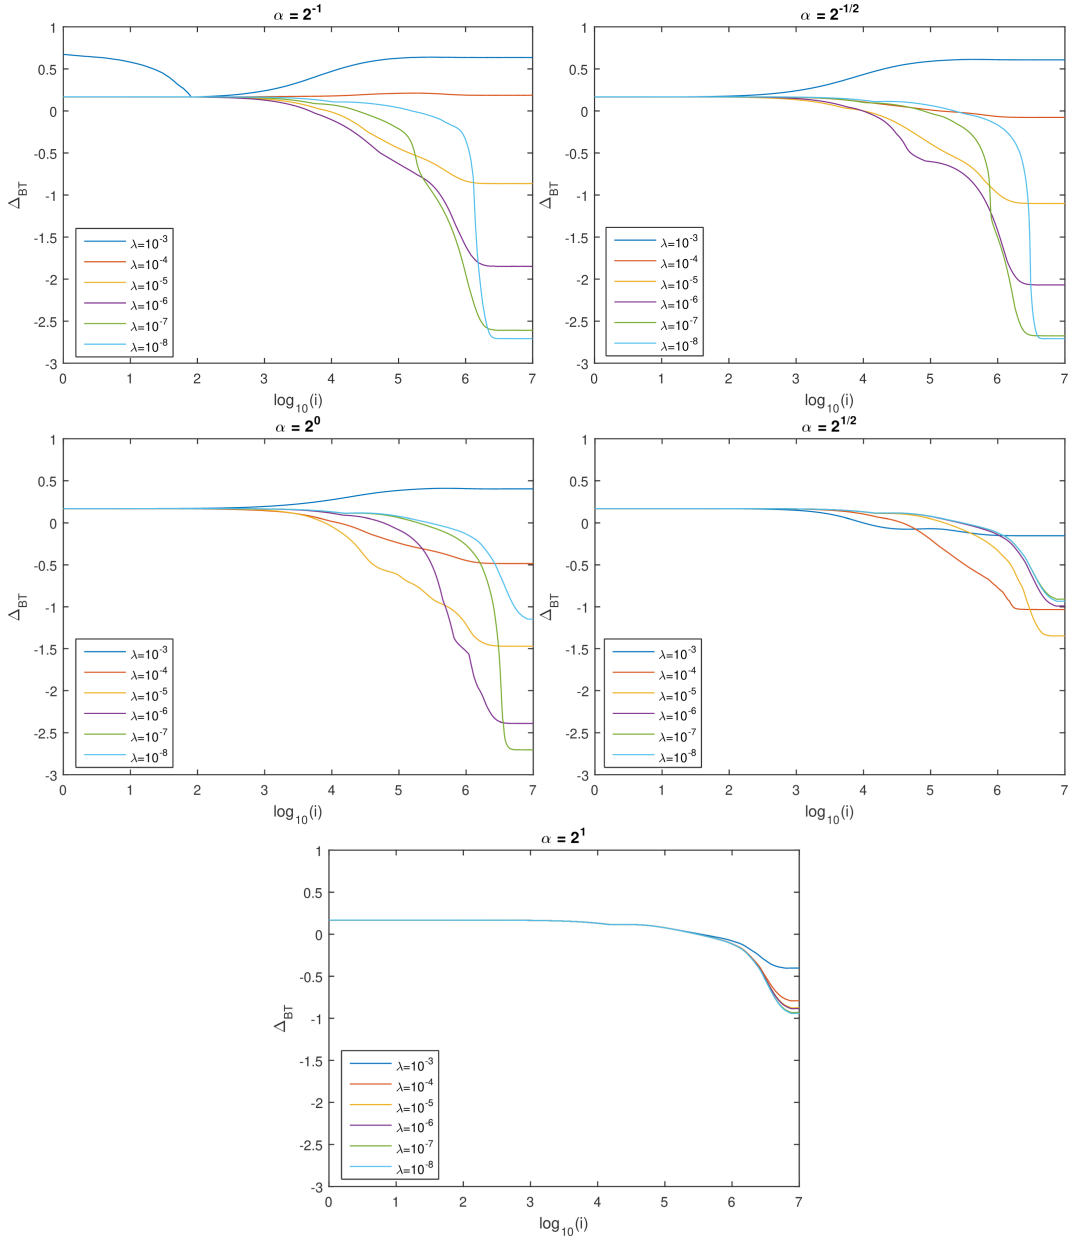 α = 2^-1
1
0.5
0
-0.5
-1
-1.5
-2
-2.5
-3
Δ_BT
λ=10^-3
λ=10^-4
λ=10^-5
λ=10^-6
λ=10^-7
λ=10^-8
0 1 2 3 4 5 6 7
log_10(i)
α = 2^-1/2
1
0.5
0
-0.5
-1
-1.5
-2
-2.5
-3
Δ_BT
λ=10^-3
λ=10^-4
λ=10^-5
λ=10^-6
λ=10^-7
λ=10^-8
0 1 2 3 4 5 6 7
log_10(i)
α = 2^0
1
0.5
0
-0.5
-1
-1.5
-2
-2.5
-3
Δ_BT
λ=10^-3
λ=10^-4
λ=10^-5
λ=10^-6
λ=10^-7
λ=10^-8
0 1 2 3 4 5 6 7
log_10(i)
α = 2^1/2
1
0.5
0
-0.5
-1
-1.5
-2
-2.5
-3
Δ_BT
λ=10^-3
λ=10^-4
λ=10^-5
λ=10^-6
λ=10^-7
λ=10^-8
0 1 2 3 4 5 6 7
log_10(i)
α = 2^1
1
0.5
0
-0.5
-1
-1.5
-2
-2.5
-3
Δ_BT
λ=10^-3
λ=10^-4
λ=10^-5
λ=10^-6
λ=10^-7
λ=10^-8
0 1 2 3 4 5 6 7
log_10(i)